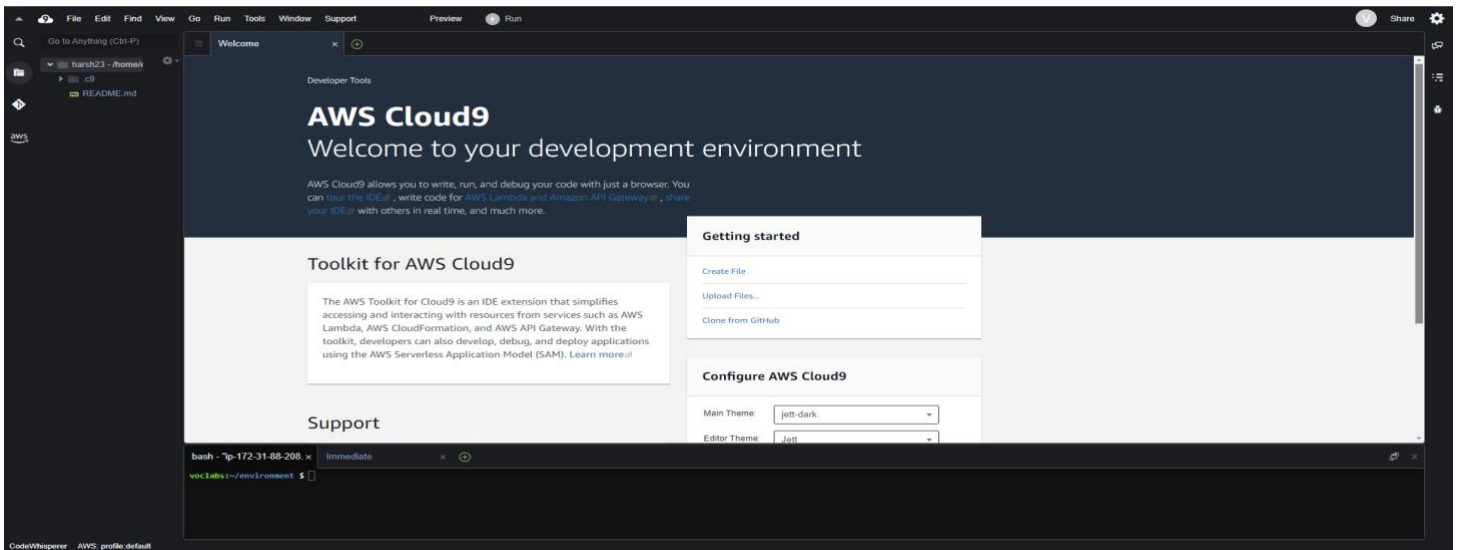 File Edit Find View Go Run Tools Window Support Preview Run
V Share
Go to Anything (Ctrl-P)
harsh23 - /home/
.c9
README.md
aws
Welcome
Developer Tools
AWS Cloud9
Welcome to your development environment
AWS Cloud9 allows you to write, run, and debug your code with just a browser. You
can tour the IDE , write code for AWS Lambda and Amazon API Gateway , share
your IDE with others in real time, and much more.
Getting started
Create File
Upload Files...
Clone from GitHub
Toolkit for AWS Cloud9
The AWS Toolkit for Cloud9 is an IDE extension that simplifies
accessing and interacting with resources from services such as AWS
Lambda, AWS CloudFormation, and AWS API Gateway. With the
toolkit, developers can also develop, debug, and deploy applications
using the AWS Serverless Application Model (SAM). Learn more
Configure AWS Cloud9
Main Theme: jett-dark
Editor Theme: Jett
Support
bash - "ip-172-31-88-208. Immediate
voclabs:~/environment $
CodeWhisperer AWS: profile:default